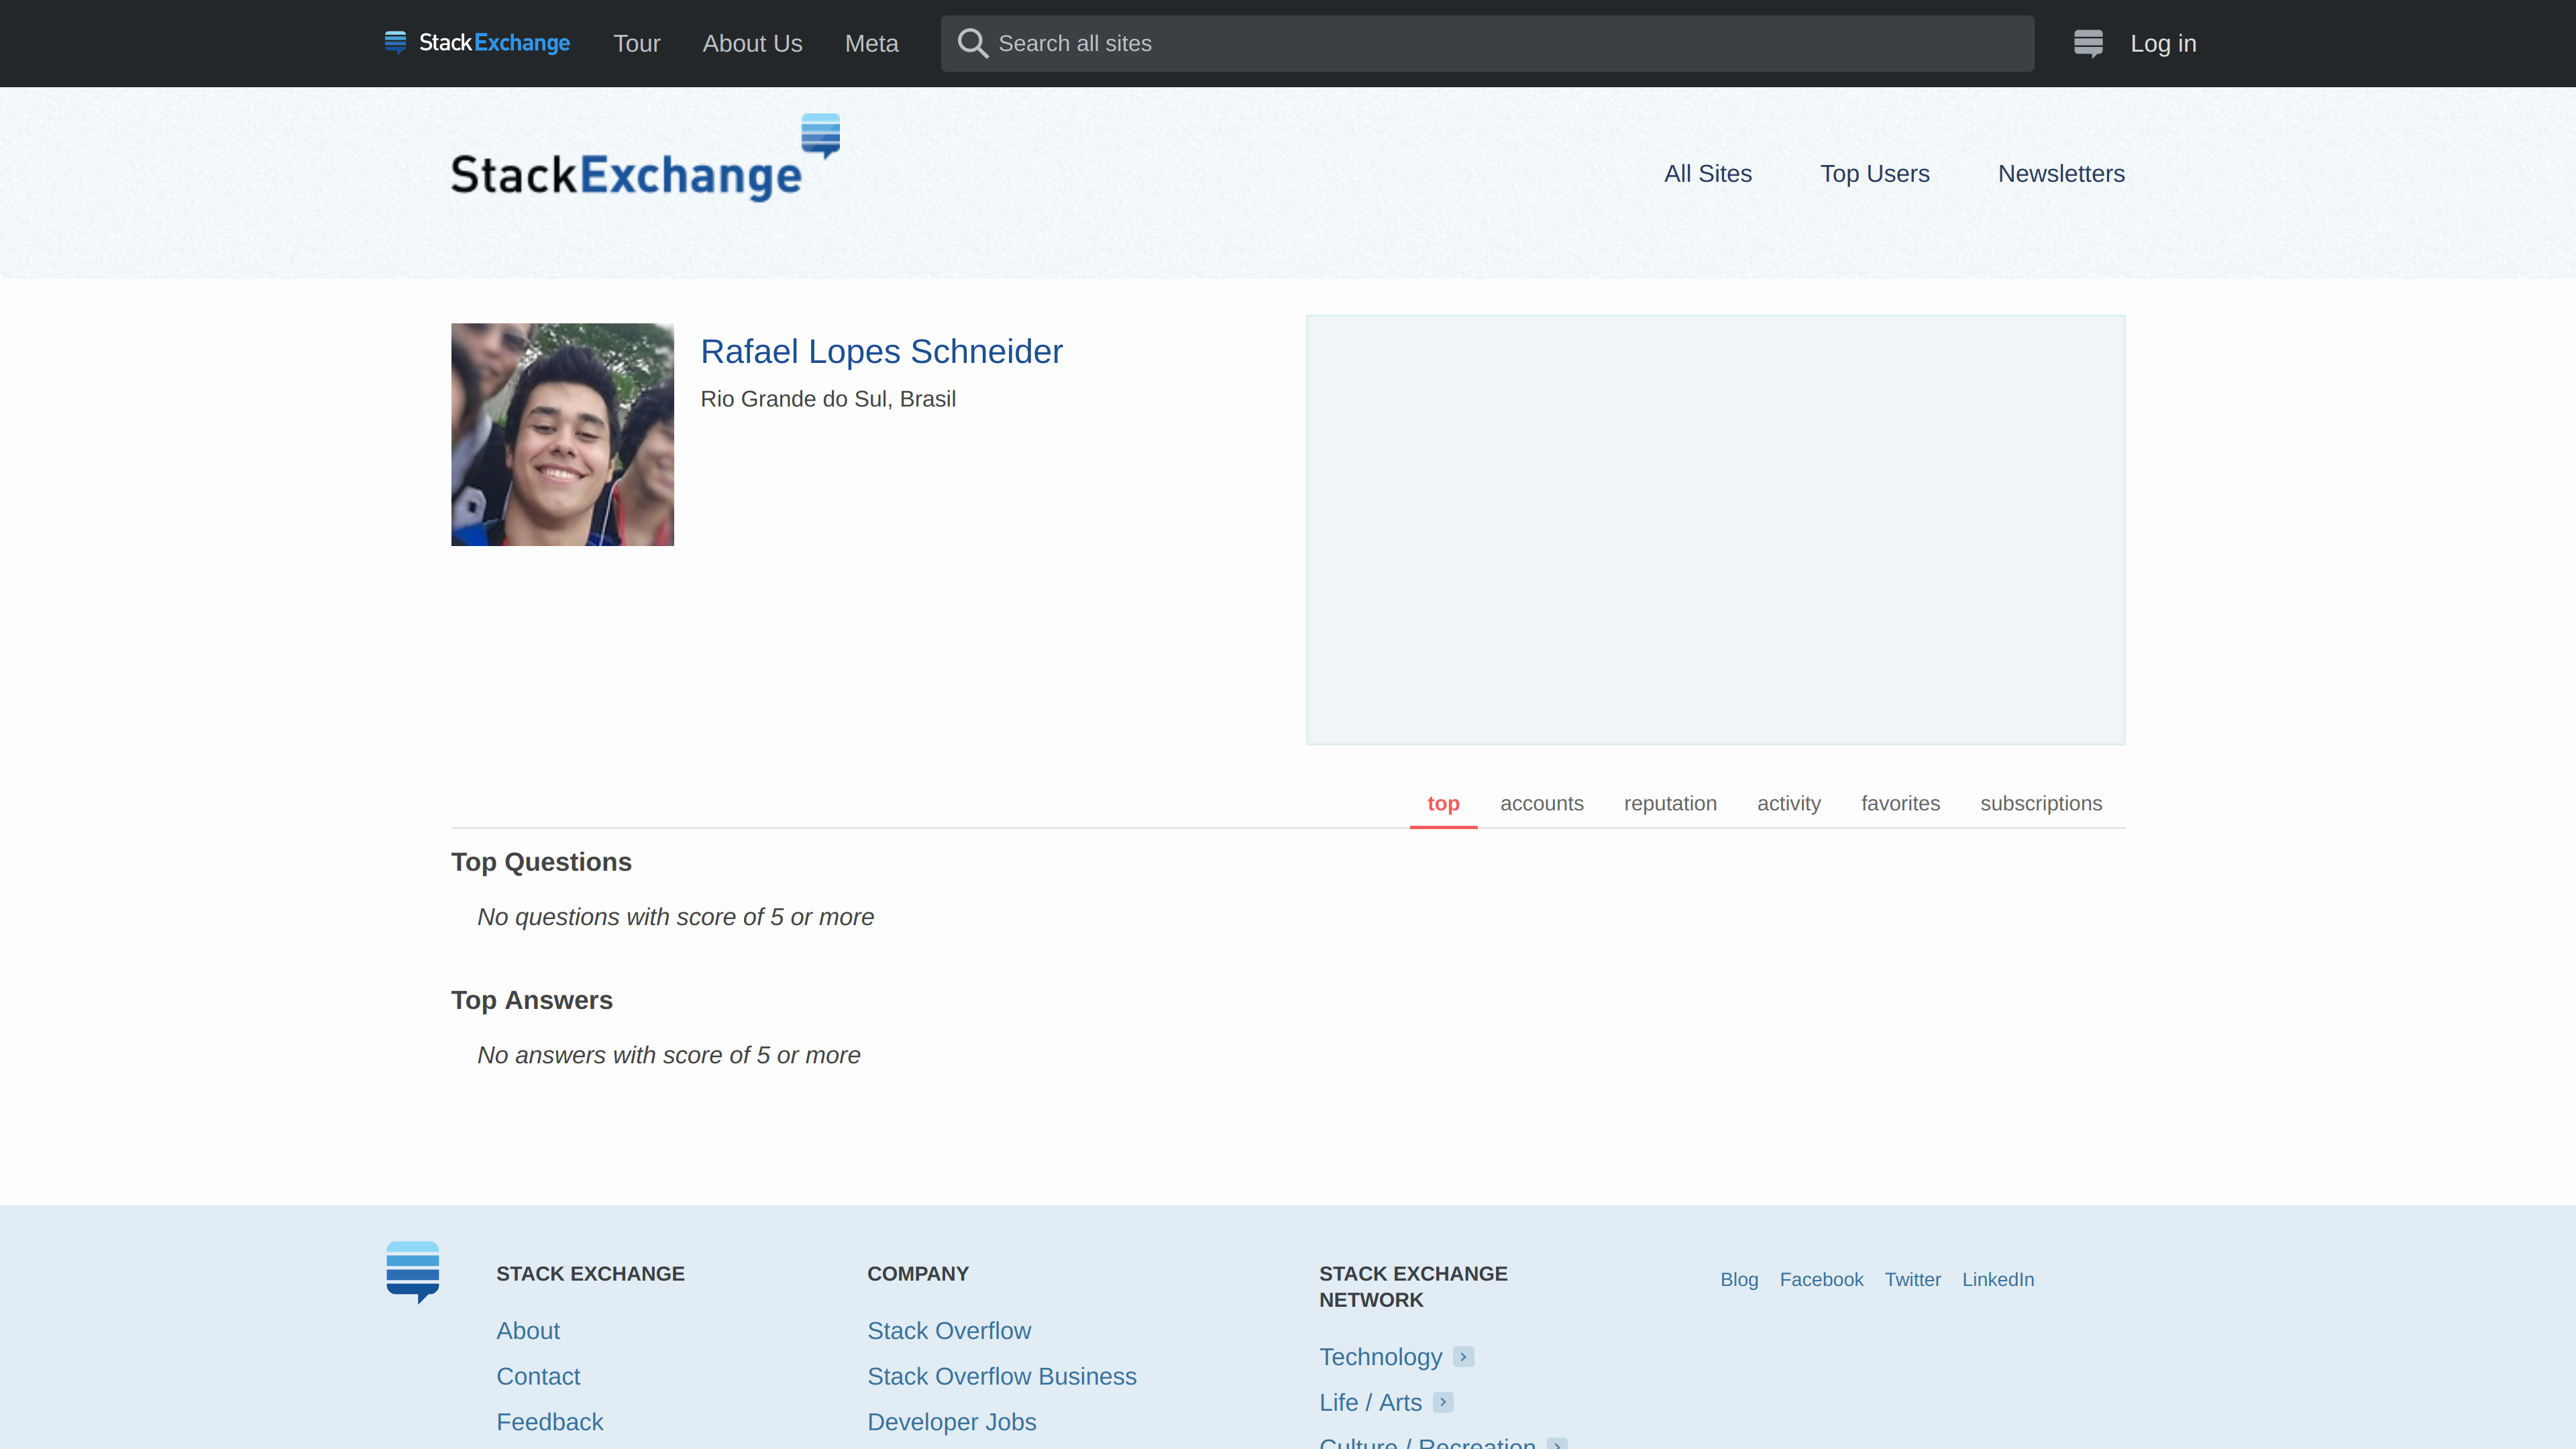 StackExchange Tour About Us Meta Search all sites Log in
StackExchange All Sites Top Users Newsletters
Rafael Lopes Schneider
Rio Grande do Sul, Brasil
top accounts reputation activity favorites subscriptions
Top Questions
No questions with score of 5 or more
Top Answers
No answers with score of 5 or more
STACK EXCHANGE
About
Contact
Feedback
COMPANY
Stack Overflow
Stack Overflow Business
Developer Jobs
STACK EXCHANGE
NETWORK
Technology
Life / Arts
Culture / Recreation
Blog Facebook Twitter LinkedIn